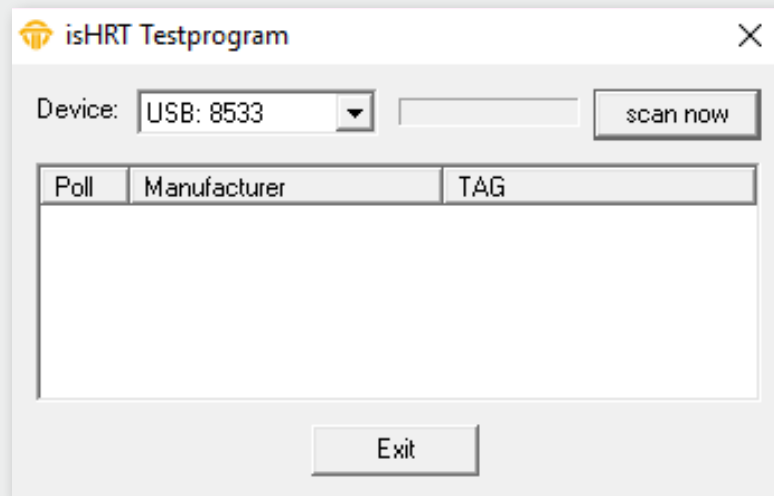 isHRT Testprogram
Device: USB: 8533 scan now
Poll Manufacturer TAG
Exit